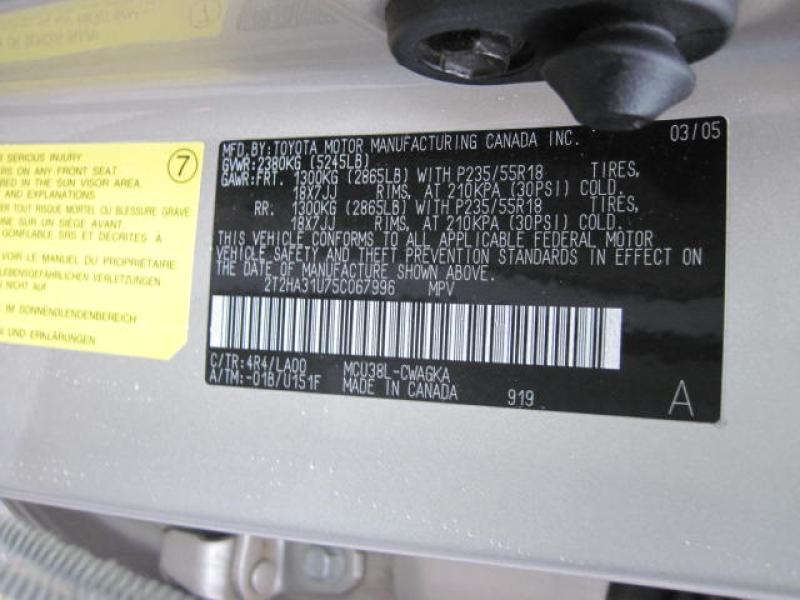 SERIOUS INJURY.
ON ANY FRONT SEAT
IN THE SUN VISOR AREA.
TOUT RISQUE MORTEL OU BLESSURE GRAVE
SUR UN SIÈGE AVANT
GONFLABLE SRS ET DÉCRITES À
LE MANUEL DU PROPRIÉTAIRE.
LEBENSGEFÄHRLICHEN VERLETZUNGEN
NICHT AN!
IM SONNENBLENDENBEREICH
UND ERKLÄRUNGEN
7
MFD.BY:TOYOTA MOTOR MANUFACTURING CANADA INC. 03/05
GVWR:2380KG (5245LB)
GAWR:FRT. 1300KG (2865LB) WITH P235/55R18 TIRES,
18X7JJ RIMS, AT 210KPA (30PSI) COLD.
RR: 1300KG (2865LB) WITH P235/55R18 TIRES,
18X7JJ RIMS, AT 210KPA (30PSI) COLD.
THIS VEHICLE CONFORMS TO ALL APPLICABLE FEDERAL MOTOR
VEHICLE SAFETY AND THEFT PREVENTION STANDARDS IN EFFECT ON
THE DATE OF MANUFACTURE SHOWN ABOVE.
2T2HA31U75C067996 MPV
C/TR:4R4/LA00 MCU38L-CWAGKA
A/TM:-01B/U151F MADE IN CANADA 919 A